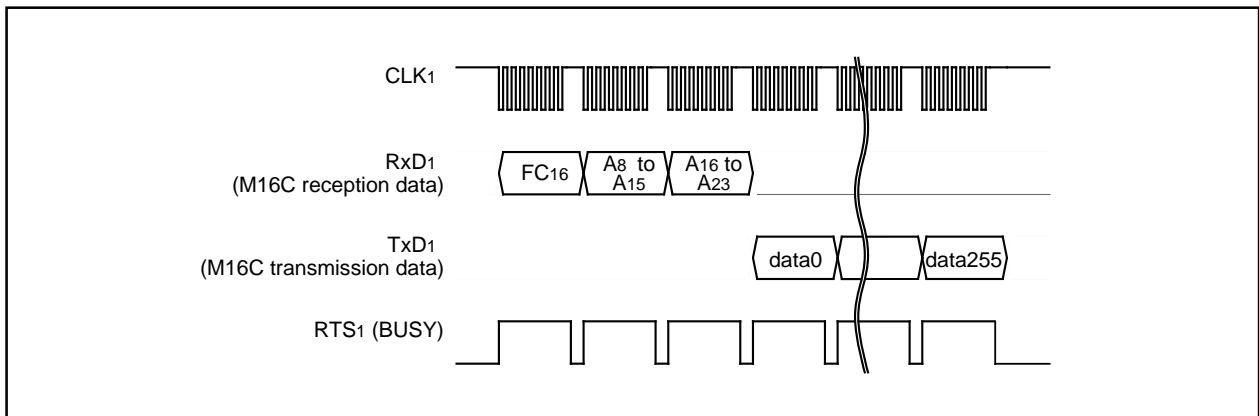 CLK1
RxD1
(M16C reception data)
FC16
A8 to
A15
A16 to
A23
TxD1
(M16C transmission data)
data0
data255
RTS1 (BUSY)